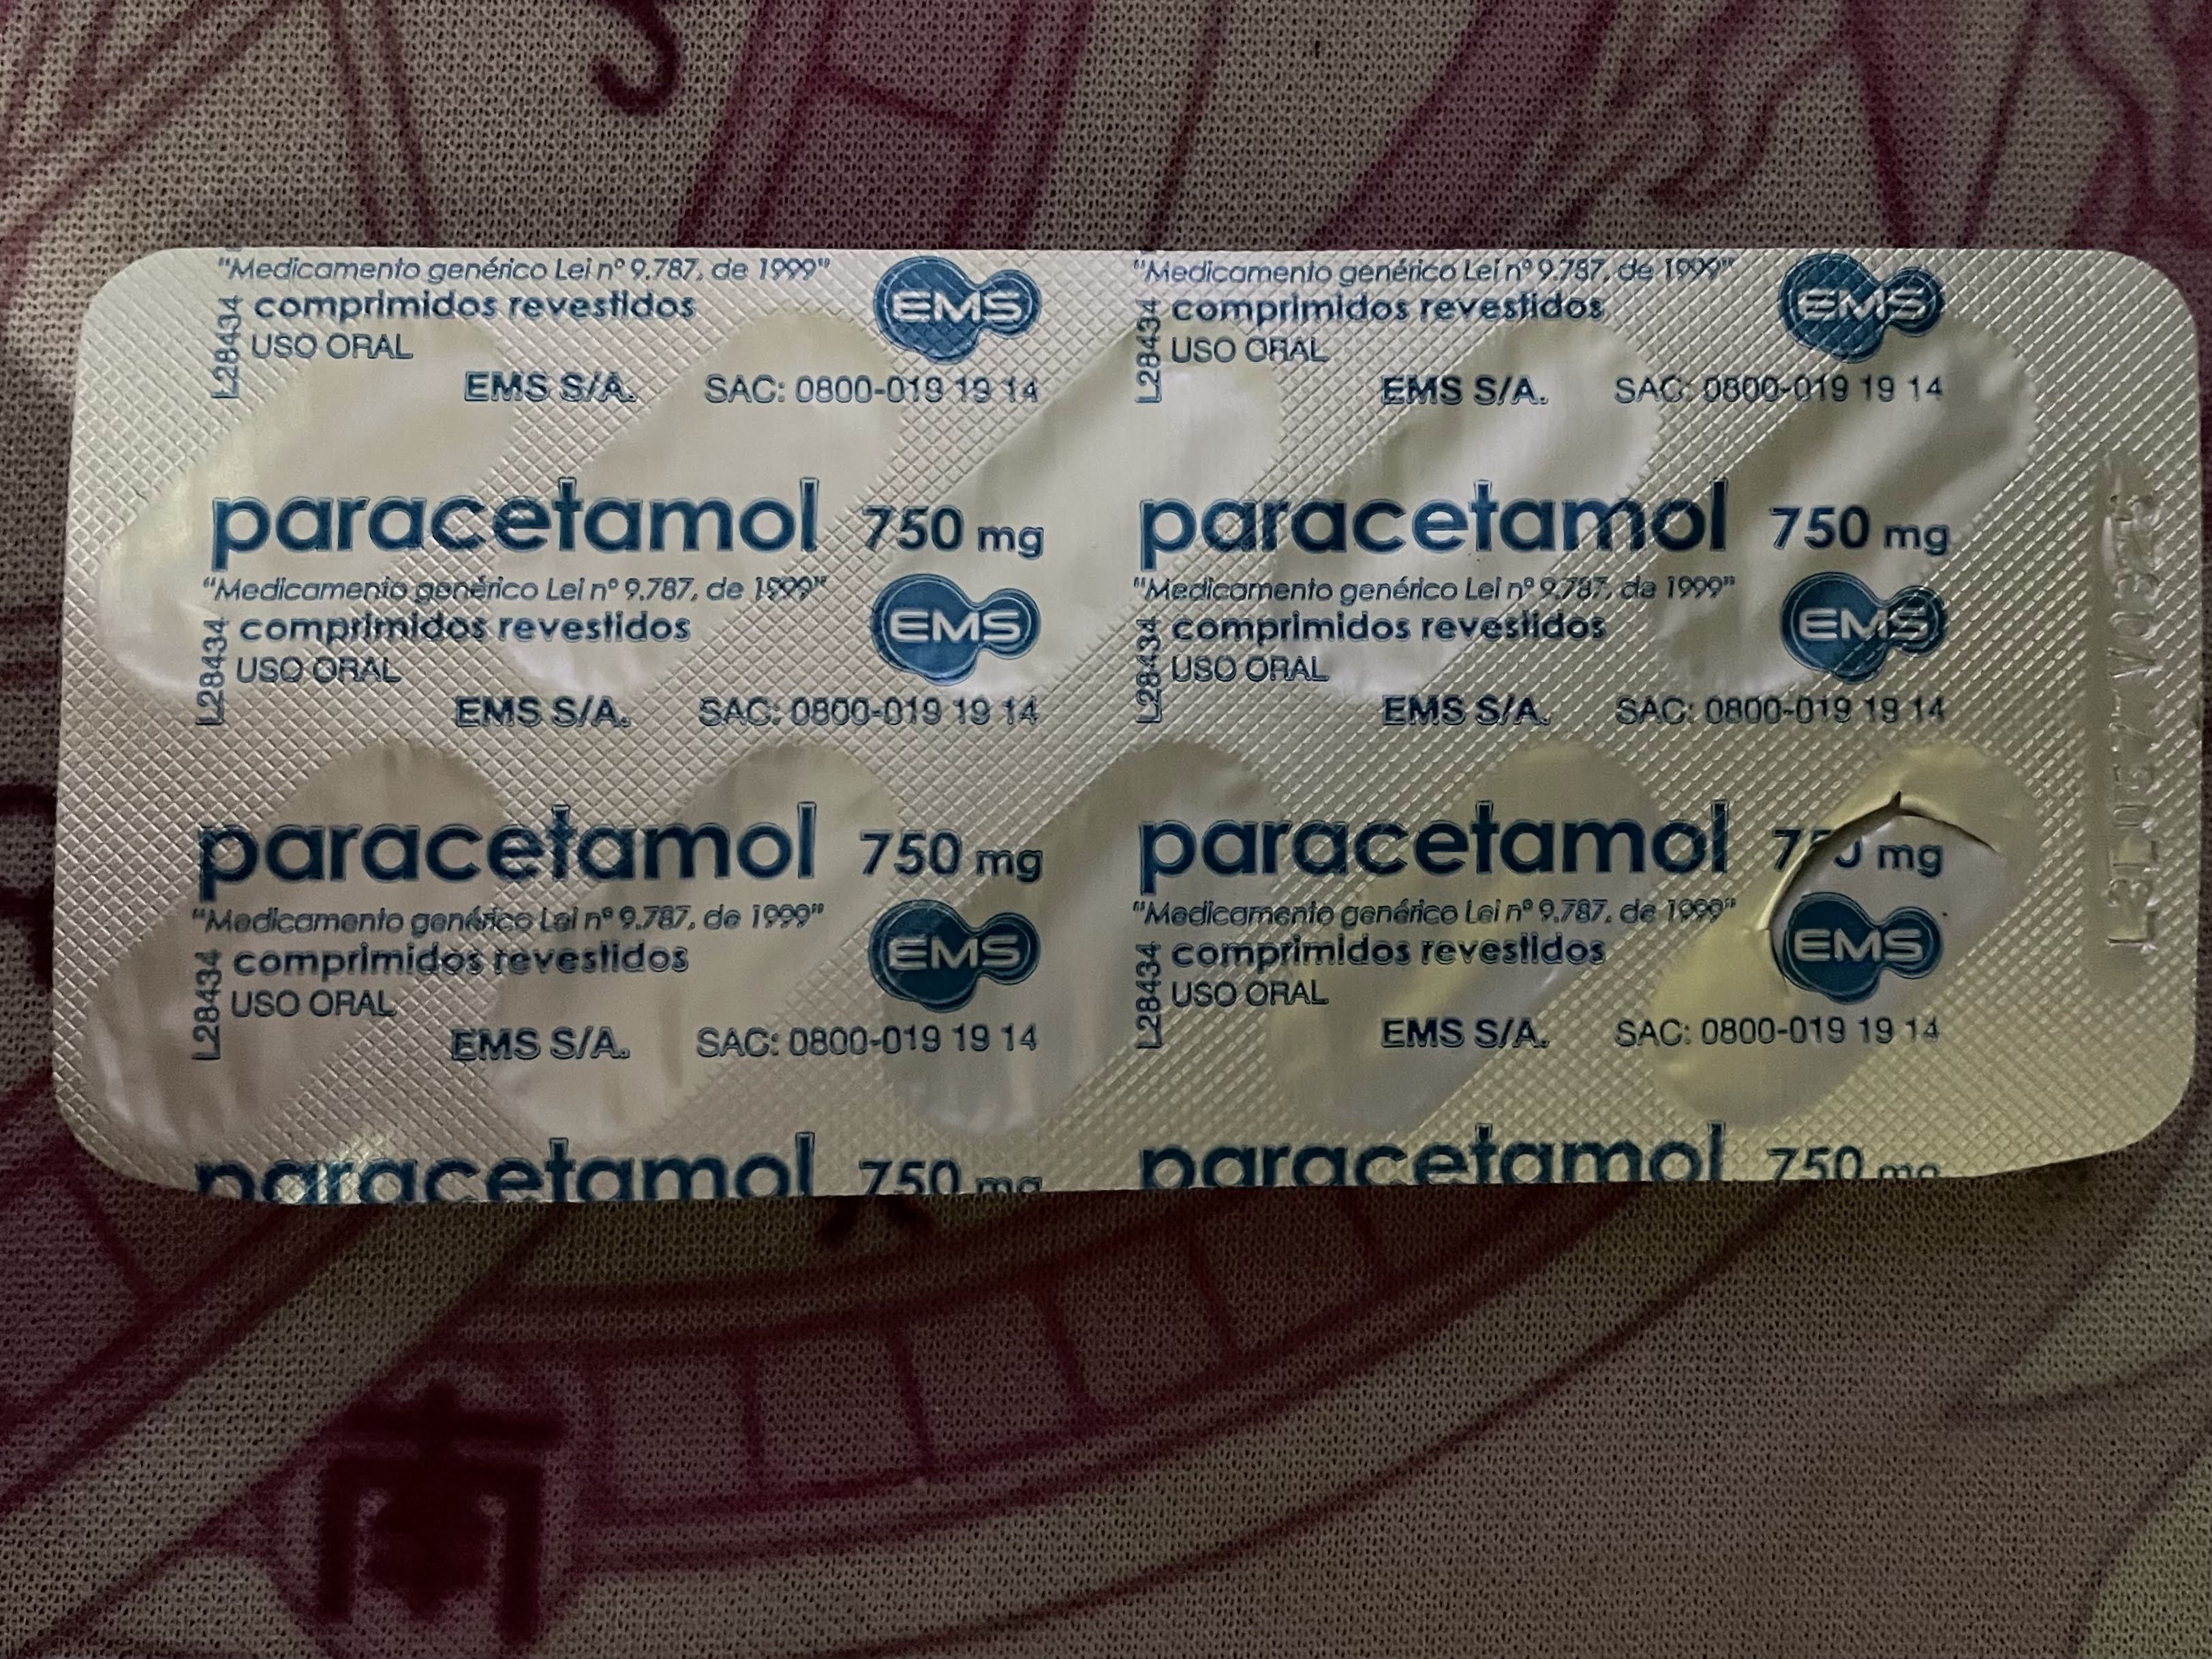 "Medicamento genérico Lei nº 9.787, de 1999"
comprimidos revestidos
USO ORAL
L28434
EMS
EMS S/A. SAC: 0800-019 19 14
"Medicamento genérico Lei nº 9.787, de 1999"
comprimidos revestidos
USO ORAL
L28434
EMS
EMS S/A. SAC: 0800-019 19 14
paracetamol 750 mg
"Medicamento genérico Lei nº 9.787, de 1999"
comprimidos revestidos
USO ORAL
L28434
EMS
EMS S/A. SAC: 0800-019 19 14
paracetamol 750 mg
"Medicamento genérico Lei nº 9.787, de 1999"
comprimidos revestidos
USO ORAL
L28434
EMS
EMS S/A. SAC: 0800-019 19 14
paracetamol 750 mg
"Medicamento genérico Lei nº 9.787, de 1999"
comprimidos revestidos
USO ORAL
L28434
EMS
EMS S/A. SAC: 0800-019 19 14
paracetamol 750 mg
"Medicamento genérico Lei nº 9.787, de 1999"
comprimidos revestidos
USO ORAL
L28434
EMS
EMS S/A. SAC: 0800-019 19 14
paracetamol 750 mg
paracetamol 750 mg
南